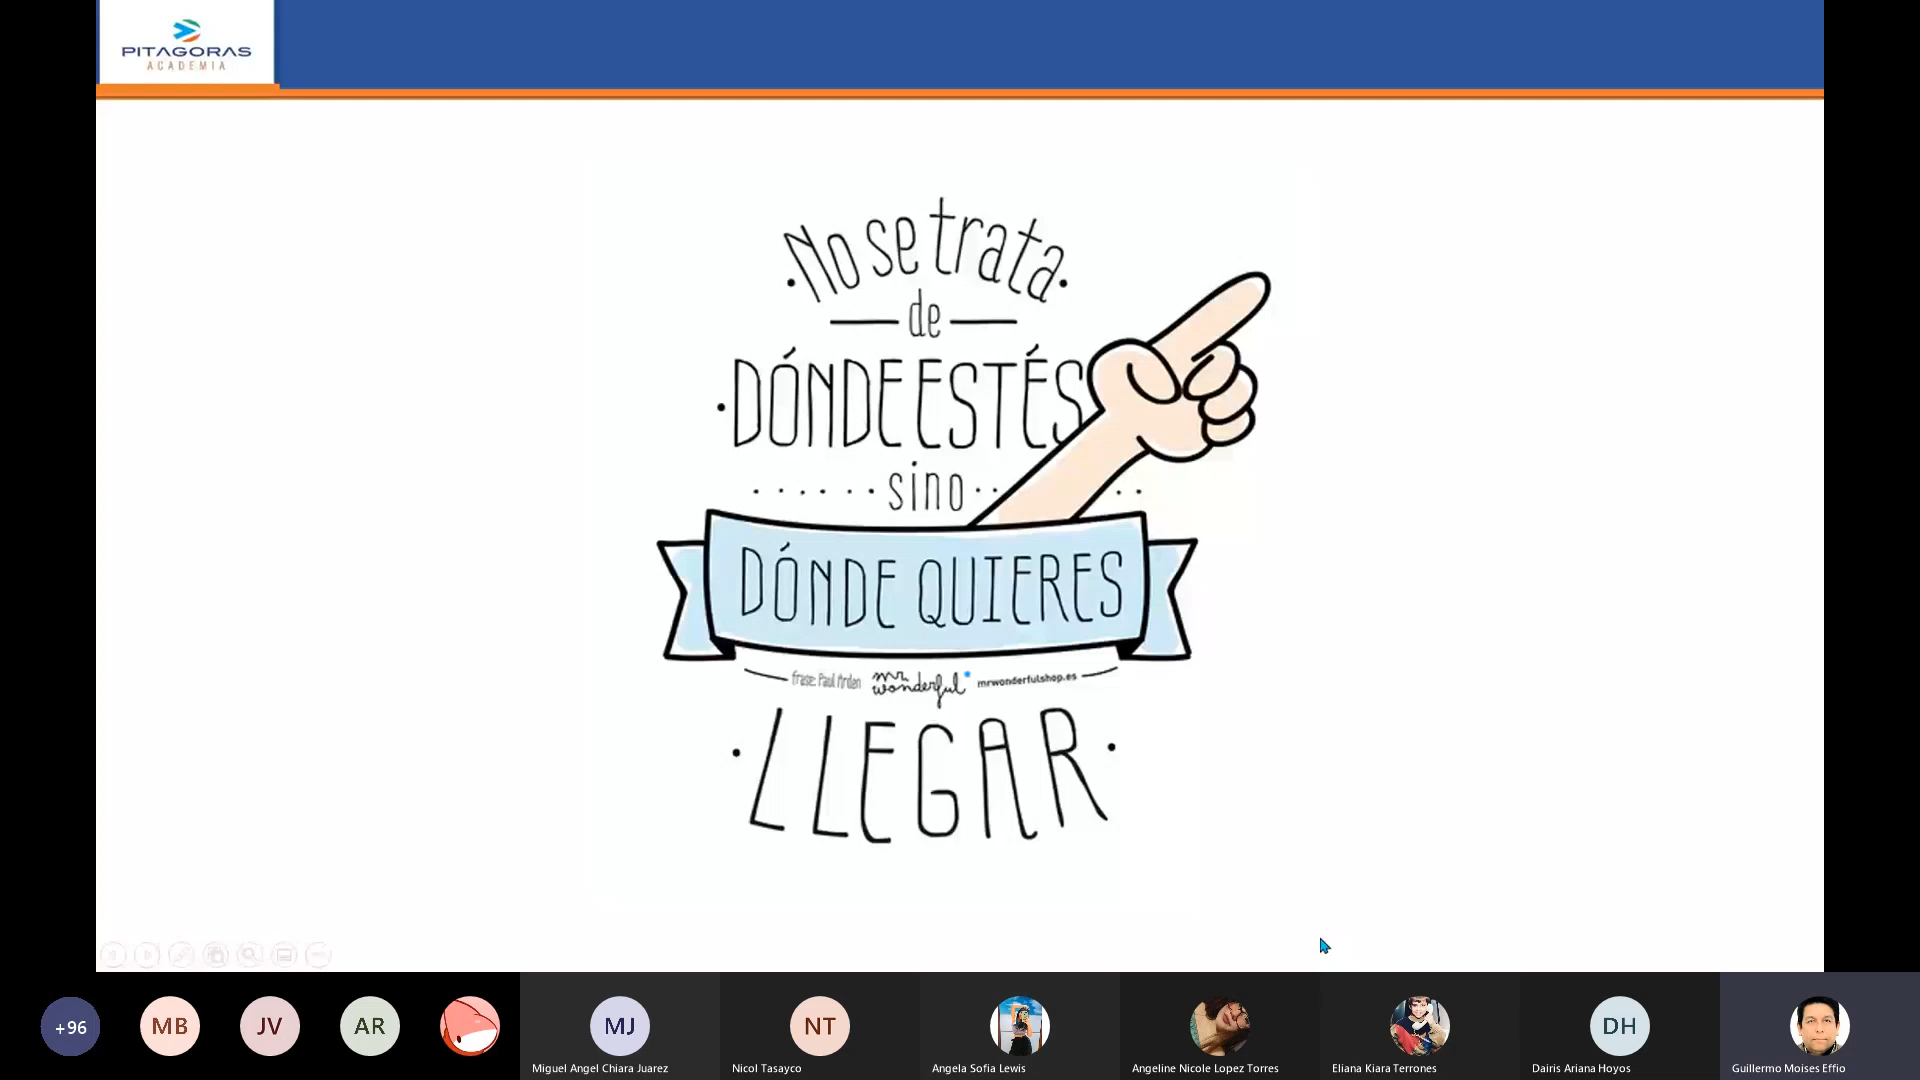 PITAGORAS
ACADEMIA
No se trata
de
DÓNDE ESTÉS
sino
DÓNDE QUIERES
frase: Paul Arden mr. wonderful* mrwonderfulshop.es
LLEGAR
+96
MB
JV
AR
MJ
NT
DH
Miguel Angel Chiara Juarez
Nicol Tasayco
Angela Sofia Lewis
Angeline Nicole Lopez Torres
Eliana Kiara Terrones
Dairis Ariana Hoyos
Guillermo Moises Effio